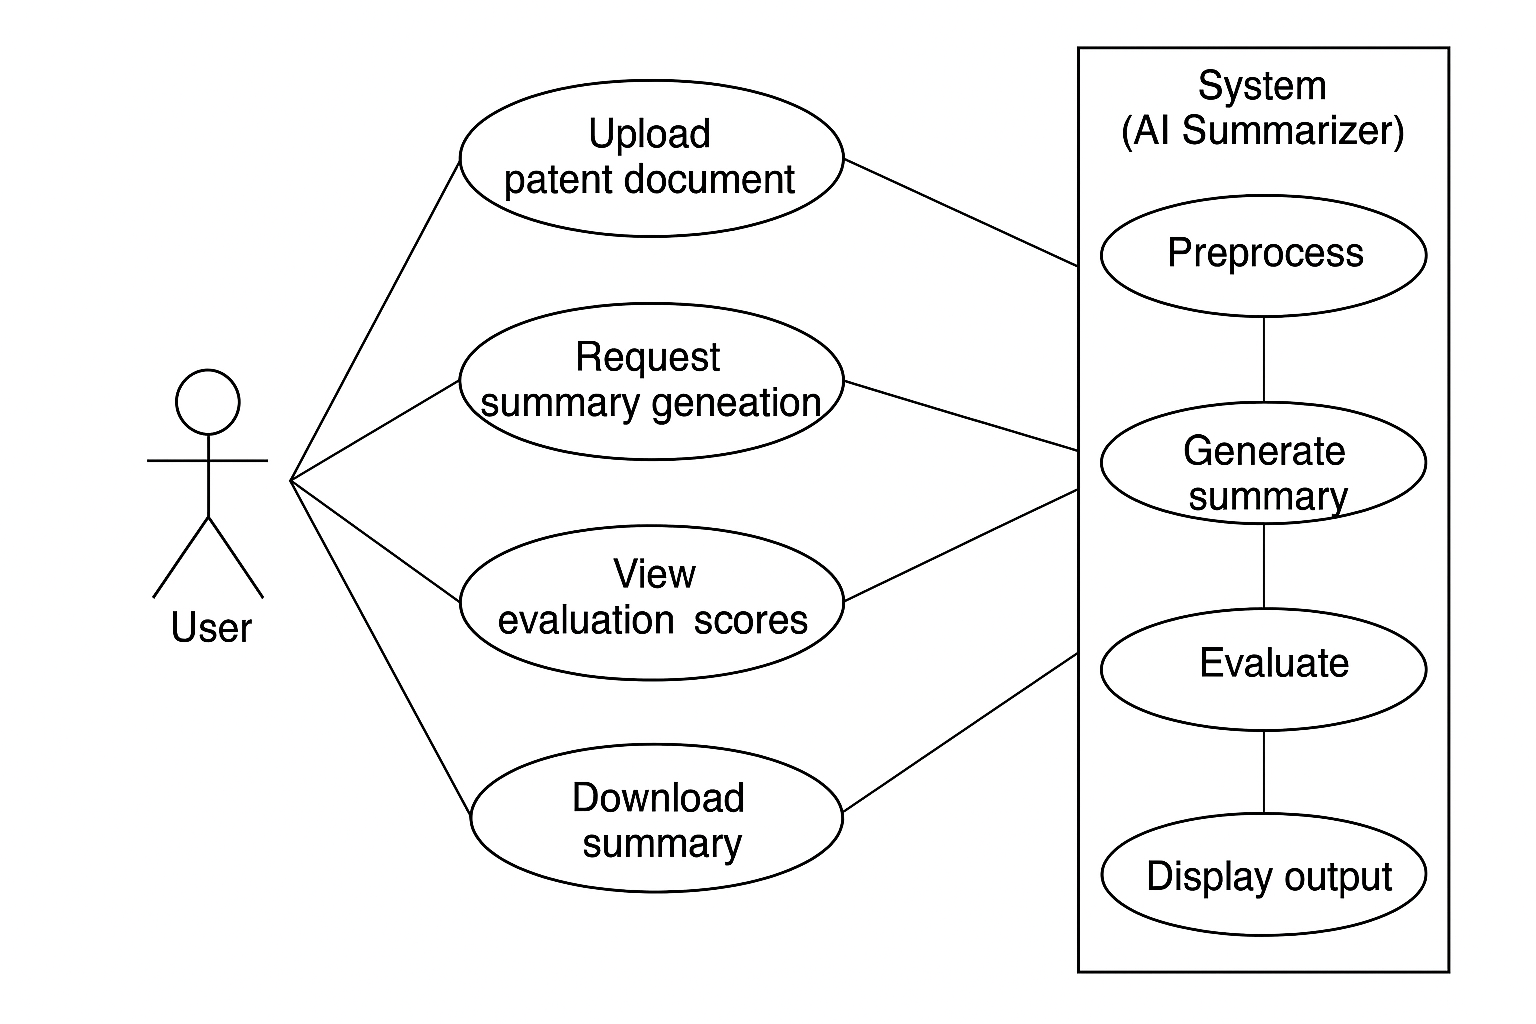 Upload
patent document
Request
summary geneation
View
evaluation scores
Download
summary
User
System
(AI Summarizer)
Preprocess
Generate
summary
Evaluate
Display output